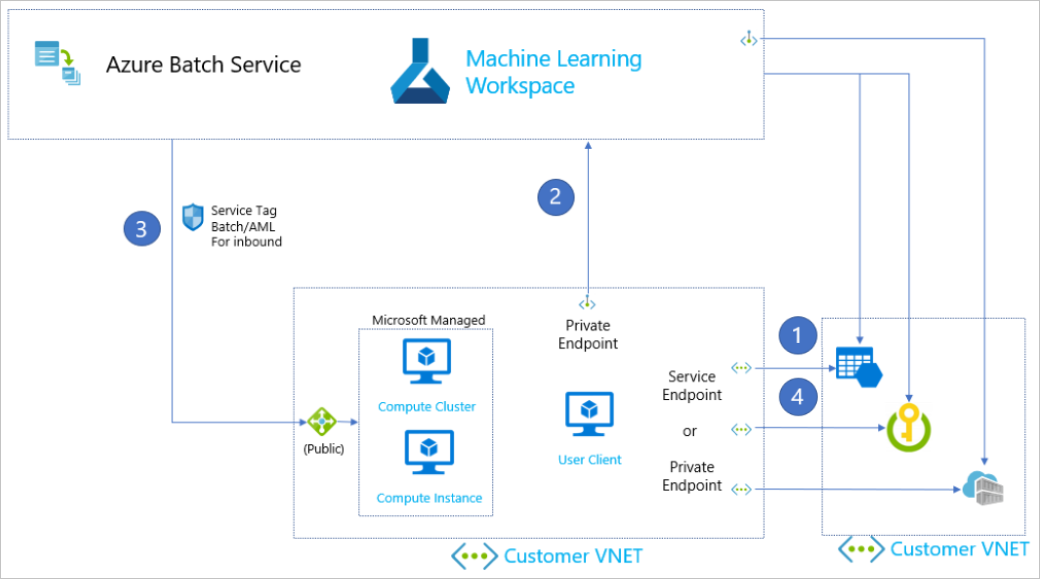 Azure Batch Service
Machine Learning
Workspace
3
Service Tag
Batch/AML
For inbound
2
Microsoft Managed
Private
Endpoint
1
Compute Cluster
Service
Endpoint
4
or
(Public)
User Client
Private
Endpoint
Compute Instance
Customer VNET
Customer VNET